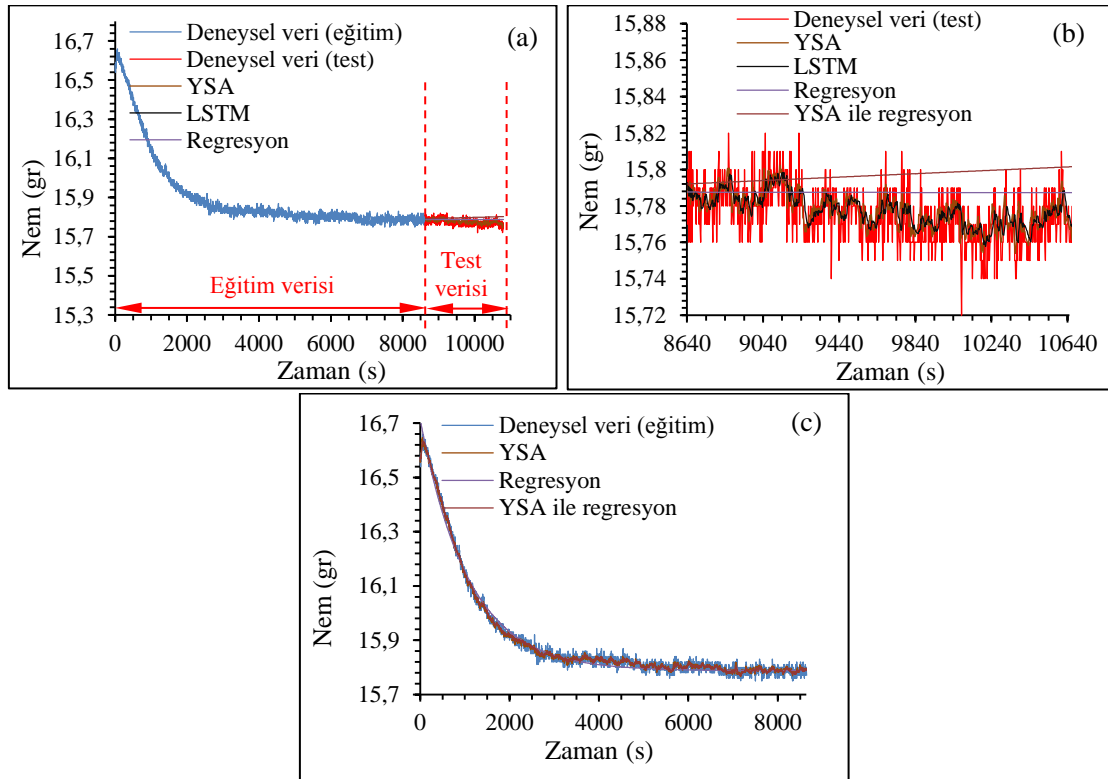 16,7
16,5
16,3
16,1
15,9
15,7
15,5
15,3
Nem (gr)
Deneysel veri (eğitim)
Deneysel veri (test)
YSA
LSTM
Regresyon
(a)
Eğitim verisi
Test
verisi
0 2000 4000 6000 8000 10000
Zaman (s)
15,88
15,86
15,84
15,82
15,8
15,78
15,76
15,74
15,72
Nem (gr)
Deneysel veri (test)
YSA
LSTM
Regresyon
YSA ile regresyon
(b)
8640 9040 9440 9840 10240 10640
Zaman (s)
16,7
16,5
16,3
16,1
15,9
15,7
Nem (gr)
Deneysel veri (eğitim)
YSA
Regresyon
YSA ile regresyon
(c)
0 2000 4000 6000 8000
Zaman (s)